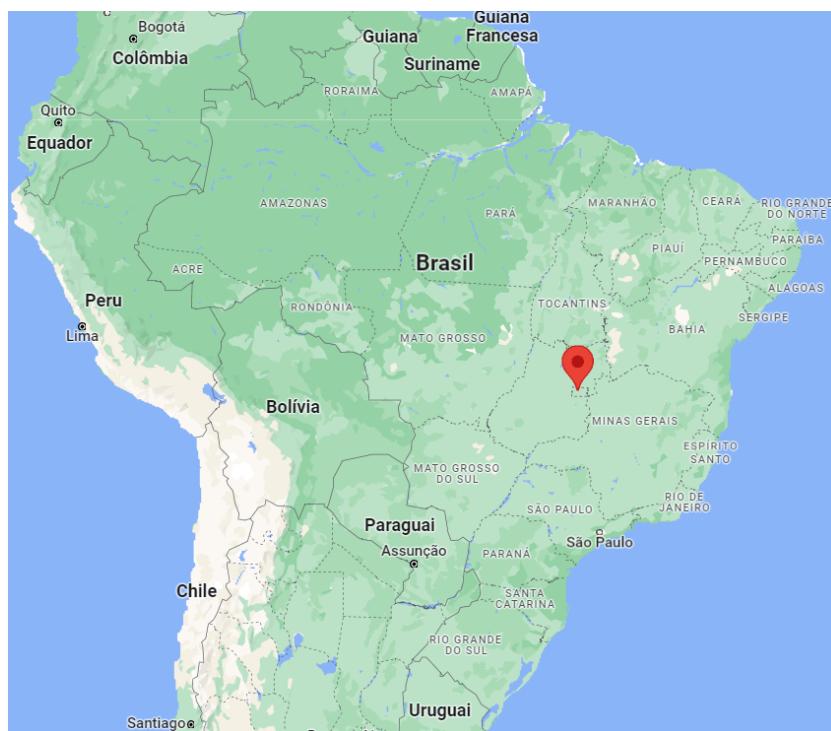 Bogotá
Colômbia
Guiana
Guiana
Francesa
Suriname
RORAIMA
AMAPÁ
Quito
Equador
AMAZONAS
PARÁ
MARANHÃO
CEARÁ
RIO GRANDE
DO NORTE
PARAÍBA
PIAUÍ
PERNAMBUCO
ALAGOAS
SERGIPE
Brasil
ACRE
Peru
RONDÔNIA
TOCANTINS
BAHIA
Lima
MATO GROSSO
Bolívia
MINAS GERAIS
ESPÍRITO
SANTO
MATO GROSSO
DO SUL
RIO DE
JANEIRO
SÃO PAULO
São Paulo
Paraguai
Assunção
PARANÁ
Chile
SANTA
CATARINA
RIO GRANDE
DO SUL
Uruguai
Santiago